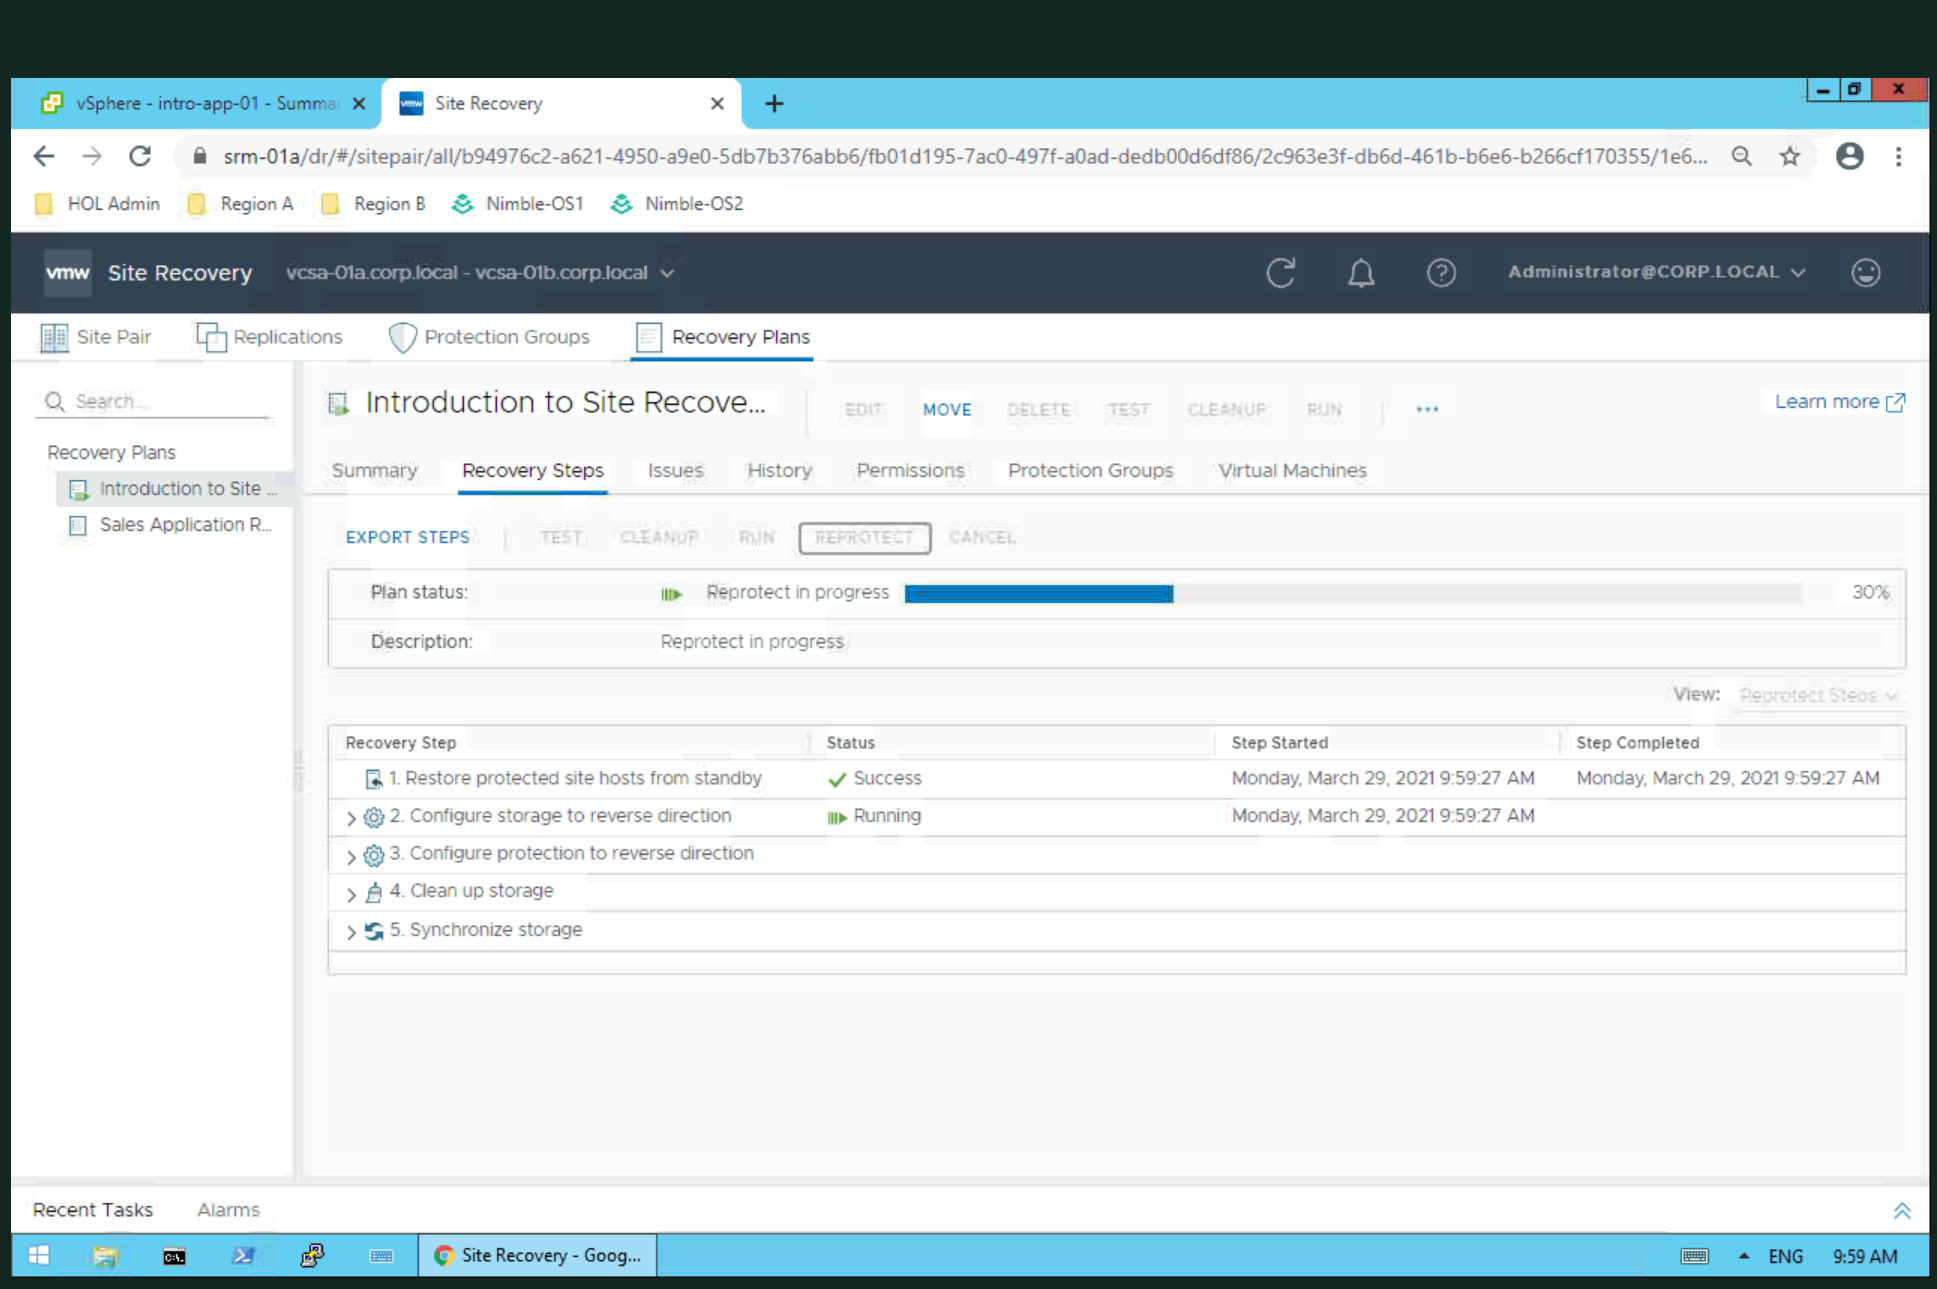 vSphere - intro-app-01 - Summar
Site Recovery
srm-01a/dr/#/sitepair/all/b94976c2-a621-4950-a9e0-5db7b376abb6/fb01d195-7ac0-497f-a0ad-dedb00d6df86/2c963e3f-db6d-461b-b6e6-b266cf170355/1e6...
HOL Admin Region A Region B Nimble-OS1 Nimble-OS2
vmw Site Recovery vcsa-01a.corp.local - vcsa-01b.corp.local Administrator@CORP.LOCAL
Site Pair Replications Protection Groups Recovery Plans
Search...
Recovery Plans
Introduction to Site ...
Sales Application R...
Introduction to Site Recove... EDIT MOVE DELETE TEST CLEANUP RUN ... Learn more
Summary Recovery Steps Issues History Permissions Protection Groups Virtual Machines
EXPORT STEPS TEST CLEANUP RUN REPROTECT CANCEL
Plan status: Reprotect in progress 30%
Description: Reprotect in progress
View: Reprotect Steps
Recovery Step Status Step Started Step Completed
1. Restore protected site hosts from standby Success Monday, March 29, 2021 9:59:27 AM Monday, March 29, 2021 9:59:27 AM
2. Configure storage to reverse direction Running Monday, March 29, 2021 9:59:27 AM
3. Configure protection to reverse direction
4. Clean up storage
5. Synchronize storage
Recent Tasks Alarms
Site Recovery - Goog... ENG 9:59 AM